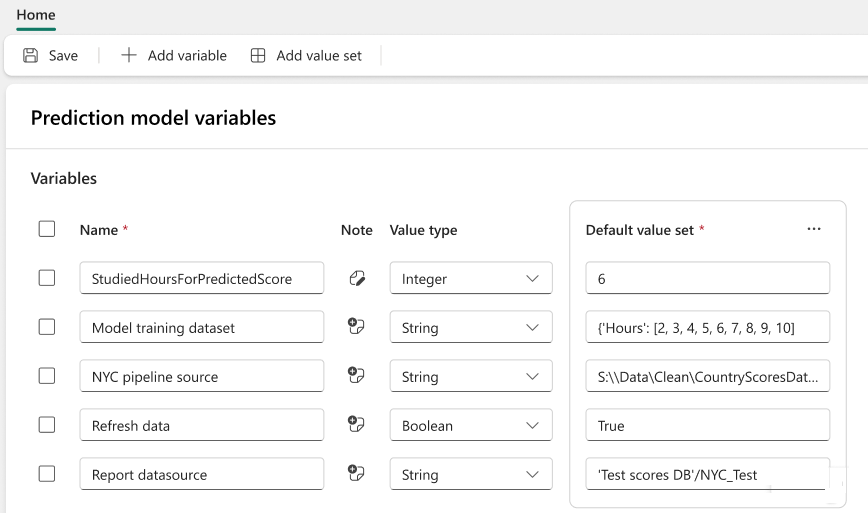 Home
Save Add variable Add value set
Prediction model variables
Variables
Name * Note Value type Default value set * ...
StudiedHoursForPredictedScore Integer 6
Model training dataset String {'Hours': [2, 3, 4, 5, 6, 7, 8, 9, 10]
NYC pipeline source String S:\\Data\Clean\CountryScoresDat...
Refresh data Boolean True
Report datasource String 'Test scores DB'/NYC_Test